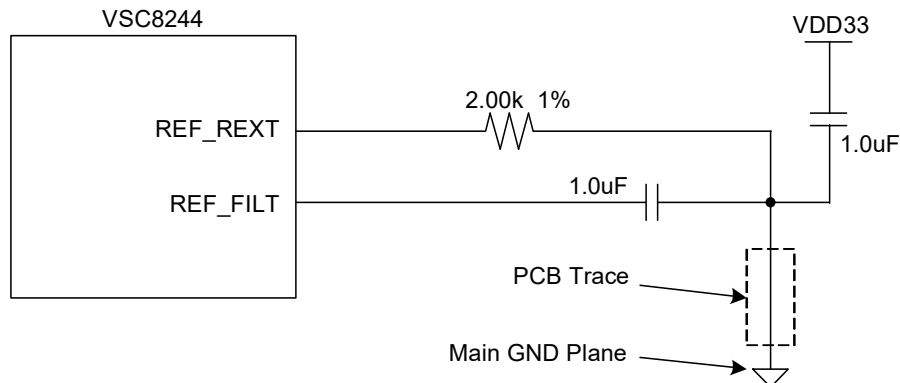 VSC8244
VDD33
2.00k 1%
REF_REXT
1.0uF
1.0uF
REF_FILT
PCB Trace
Main GND Plane